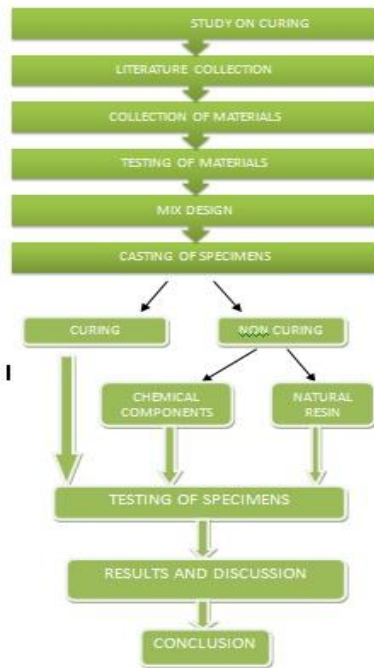 STUDY ON CURING
LITERATURE COLLECTION
COLLECTION OF MATERIALS
TESTING OF MATERIALS
MIX DESIGN
CASTING OF SPECIMENS
CURING
NON CURING
I
CHEMICAL
COMPONENTS
NATURAL
RESIN
TESTING OF SPECIMENS
RESULTS AND DISCUSSION
CONCLUSION